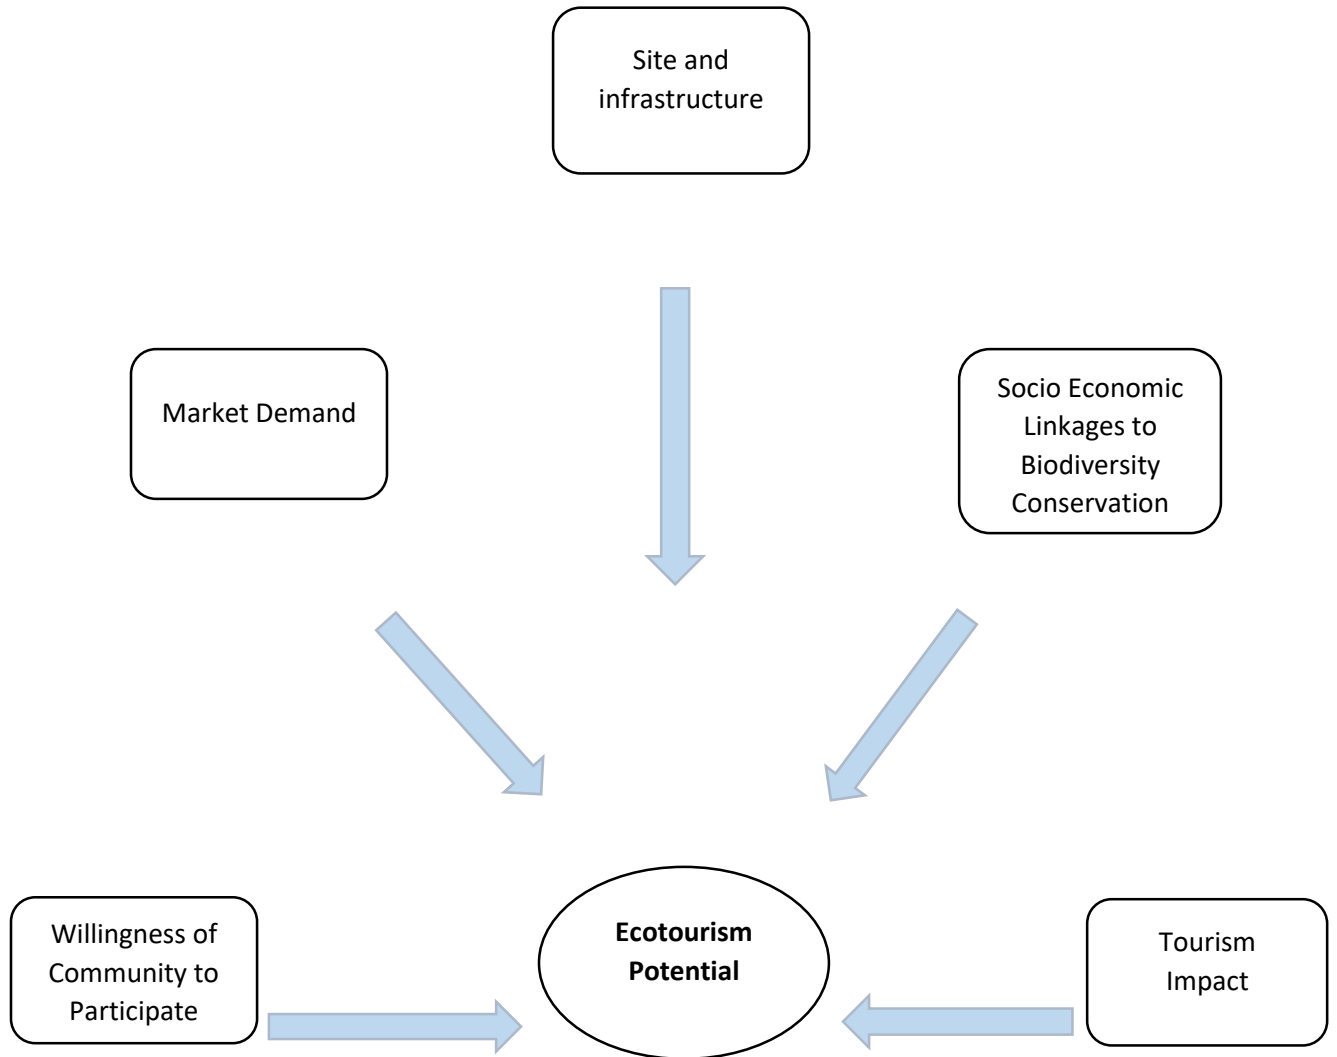 Site and
infrastructure
Market Demand
Socio Economic
Linkages to
Biodiversity
Conservation
Willingness of
Community to
Participate
Ecotourism
Potential
Tourism
Impact